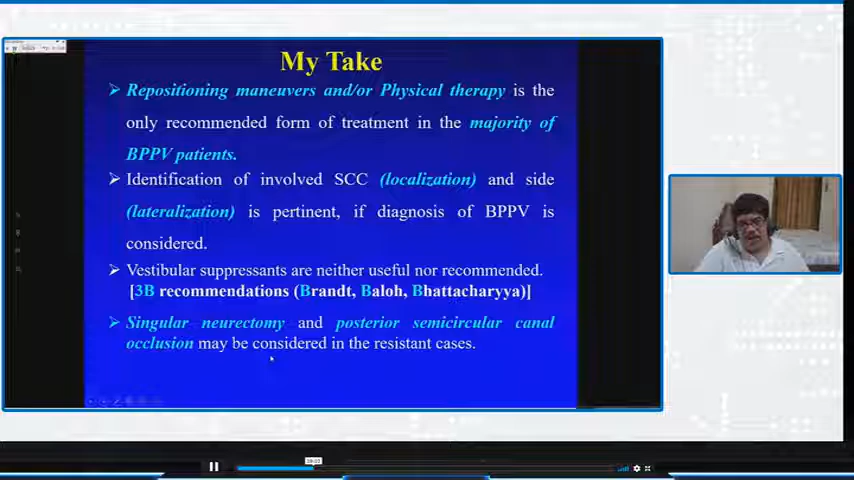 My Take
Repositioning maneuvers and/or Physical therapy is the
only recommended form of treatment in the majority of
BPPV patients.
Identification of involved SCC (localization) and side
(lateralization) is pertinent, if diagnosis of BPPV is
considered.
Vestibular suppressants are neither useful nor recommended.
[3B recommendations (Brandt, Baloh, Bhattacharyya)]
Singular neurectomy and posterior semicircular canal
occlusion may be considered in the resistant cases.